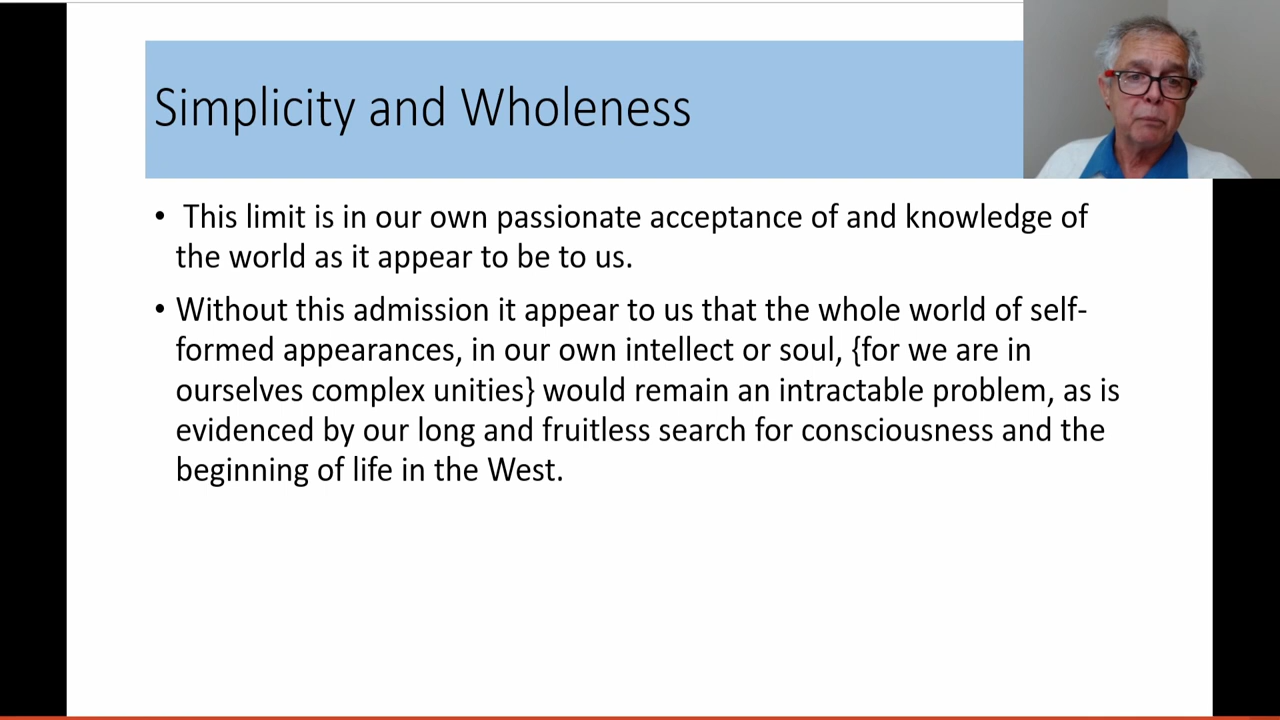 Simplicity and Wholeness
• This limit is in our own passionate acceptance of and knowledge of
the world as it appear to be to us.
• Without this admission it appear to us that the whole world of self-
formed appearances, in our own intellect or soul, {for we are in
ourselves complex unities} would remain an intractable problem, as is
evidenced by our long and fruitless search for consciousness and the
beginning of life in the West.